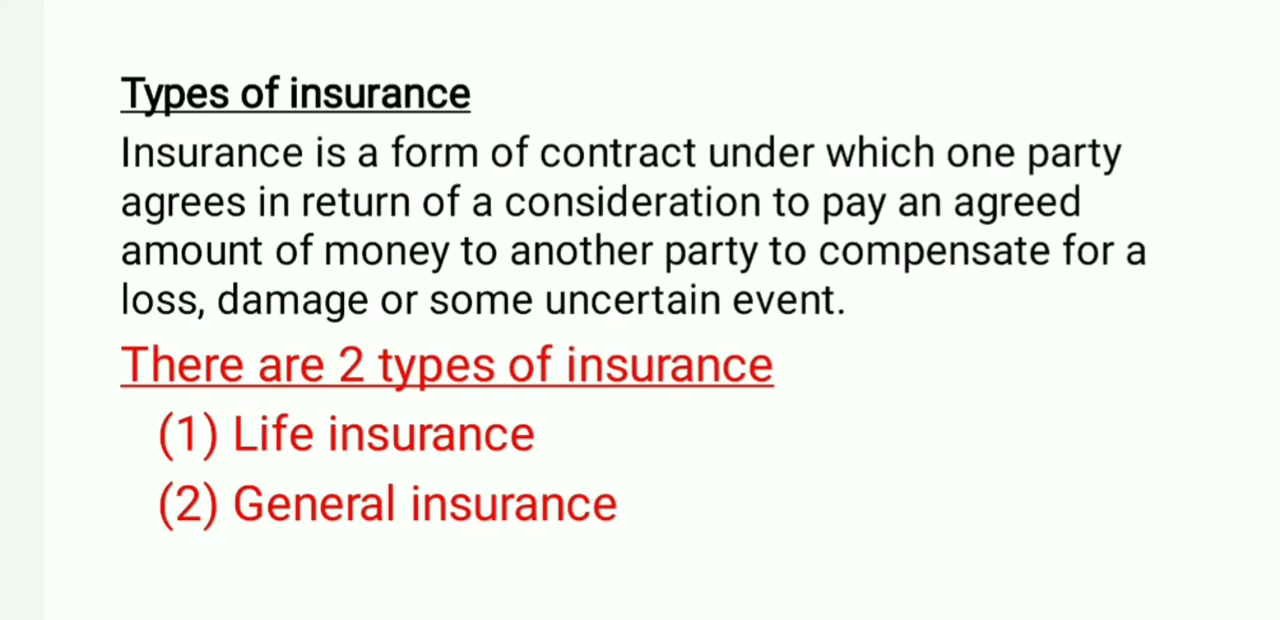 Types of insurance
Insurance is a form of contract under which one party
agrees in return of a consideration to pay an agreed
amount of money to another party to compensate for a
loss, damage or some uncertain event.
There are 2 types of insurance
(1) Life insurance
(2) General insurance